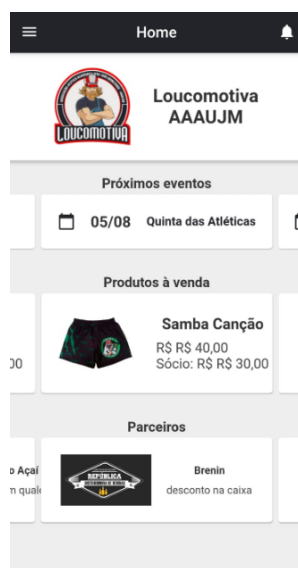 Home
LOUCOMOTIVA
Loucomotiva
AAAUJM
Próximos eventos
05/08 Quinta das Atléticas
Produtos à venda
Samba Canção
R$ R$ 40,00
00 Sócio: R$ R$ 30,00
Parceiros
o Açaí
REPÚBLICA
Brenin
m quale
desconto na caixa